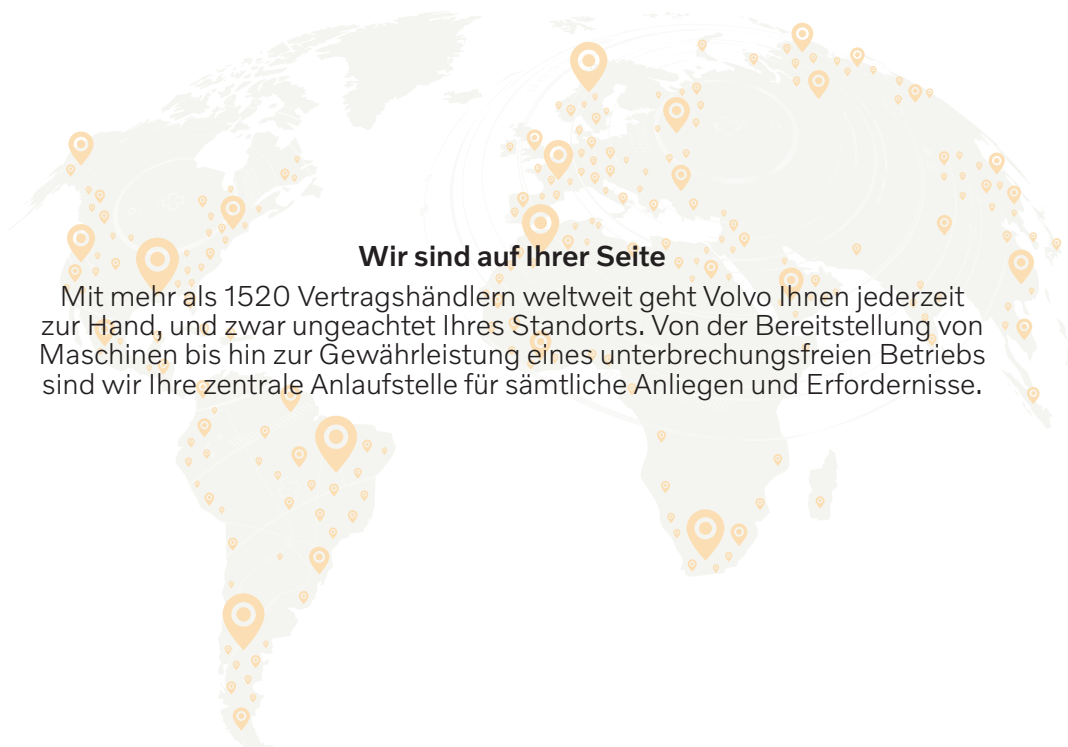 Wir sind auf Ihrer Seite
Mit mehr als 1520 Vertragshändlern weltweit geht Volvo Ihnen jederzeit
zur Hand, und zwar ungeachtet Ihres Standorts. Von der Bereitstellung von
Maschinen bis hin zur Gewährleistung eines unterbrechungsfreien Betriebs
sind wir Ihre zentrale Anlaufstelle für sämtliche Anliegen und Erfordernisse.